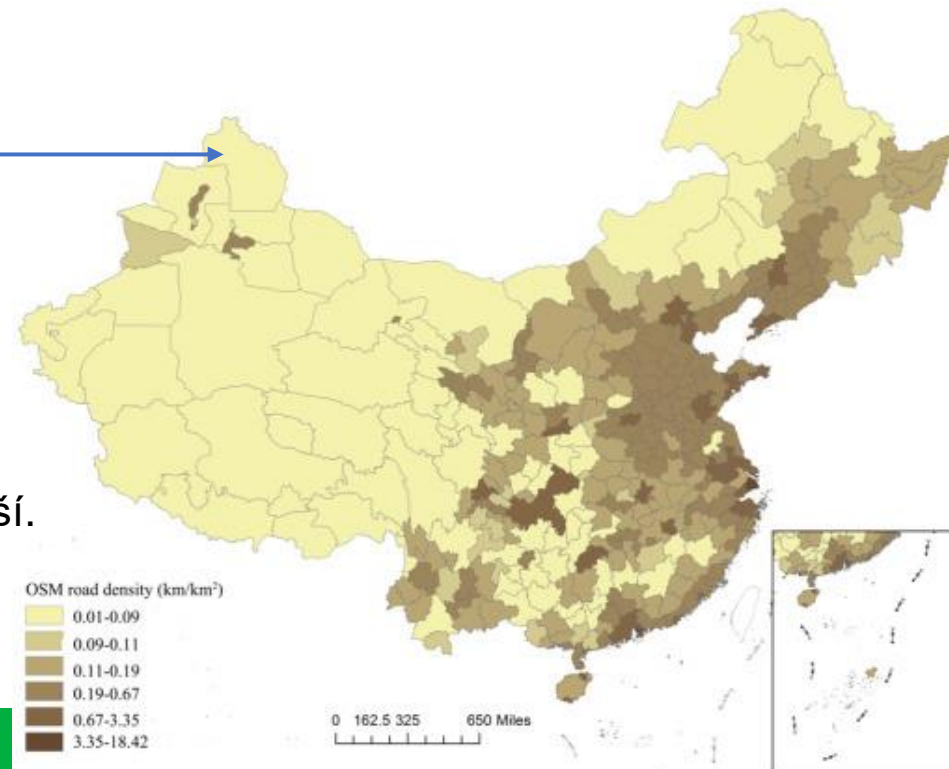 ší.
OSM road density (km/km²)
0.01-0.09
0.09-0.11
0.11-0.19
0.19-0.67
0.67-3.35
3.35-18.42
0 162.5 325 650 Miles